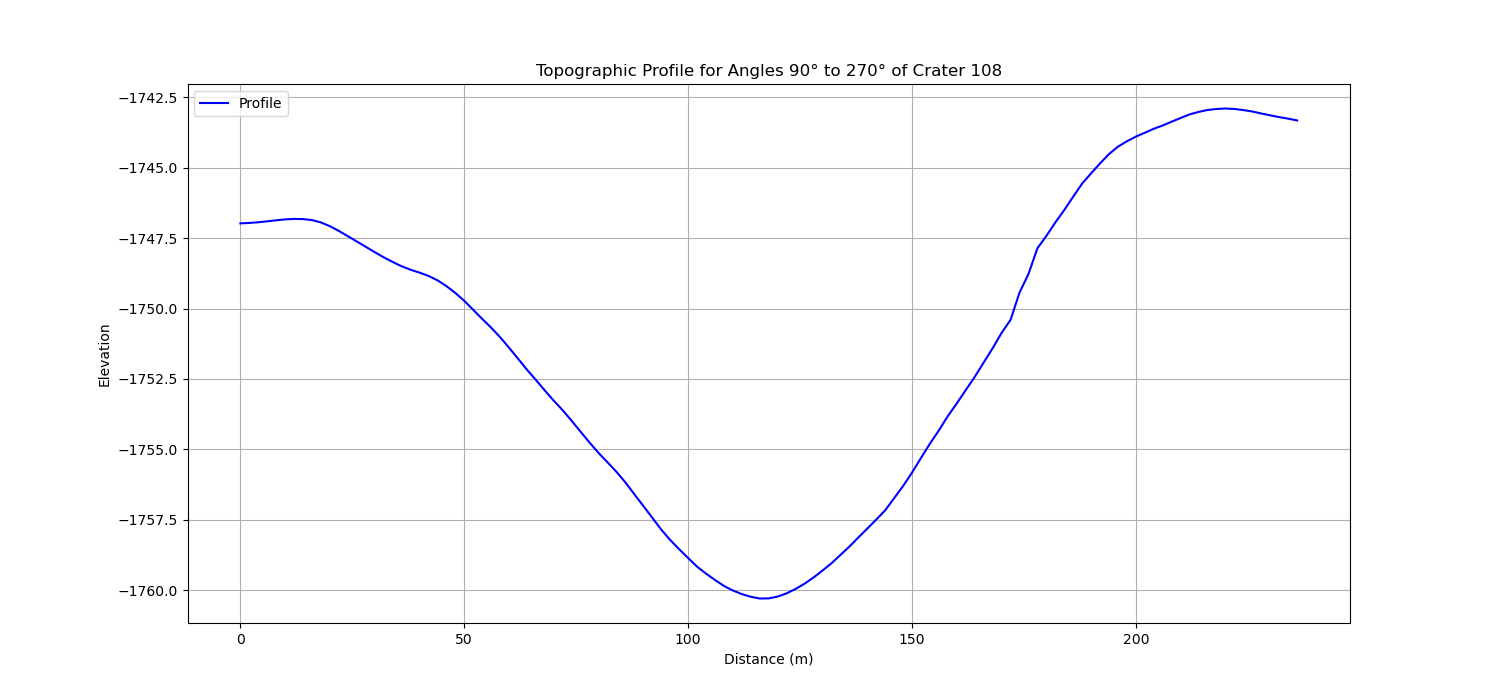 Topographic Profile for Angles 90° to 270° of Crater 108
Profile
−1742.5
−1745.0
−1747.5
−1750.0
−1752.5
−1755.0
−1757.5
−1760.0
Elevation
0 50 100 150 200
Distance (m)